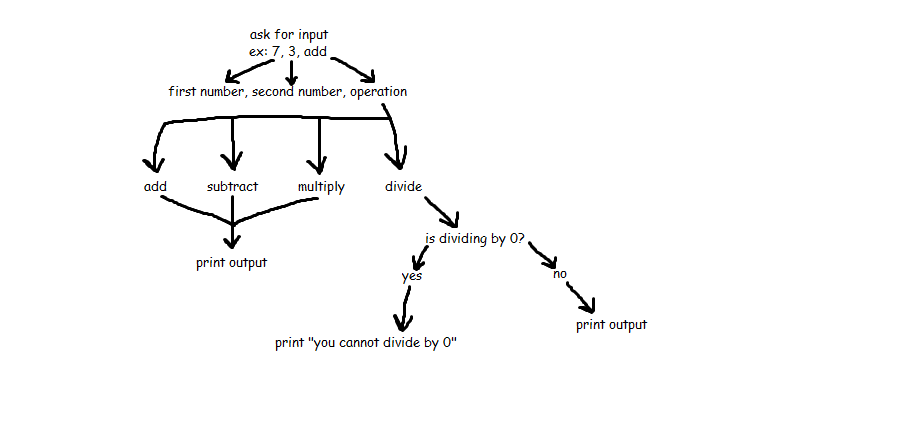 ask for input
ex: 7, 3, add
first number, second number, operation
add
subtract
multiply
divide
is dividing by 0?
print output
yes
no
print output
print "you cannot divide by 0"